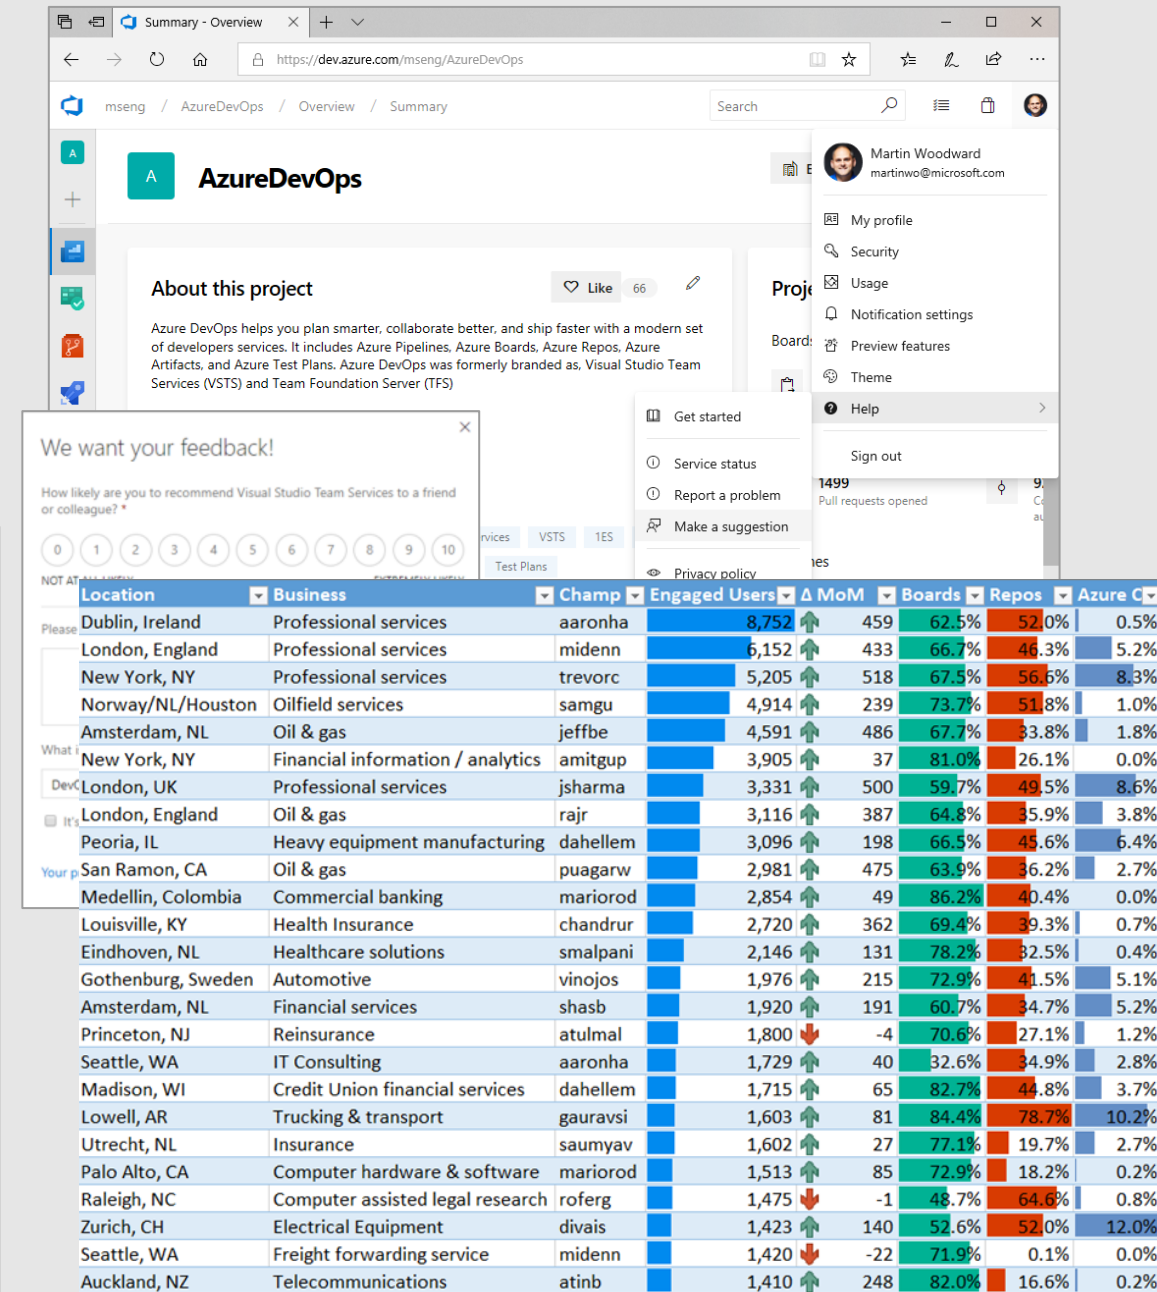 Summary - Overview
https://dev.azure.com/mseng/AzureDevOps
mseng / AzureDevOps / Overview / Summary
Search
A
A
AzureDevOps
Martin Woodward
martinwo@microsoft.com
My profile
Security
Usage
Notification settings
Preview features
Theme
Help
Sign out
About this project
Like 66
Azure DevOps helps you plan smarter, collaborate better, and ship faster with a modern set
of developers services. It includes Azure Pipelines, Azure Boards, Azure Repos, Azure
Artifacts, and Azure Test Plans. Azure DevOps was formerly branded as, Visual Studio Team
Services (VSTS) and Team Foundation Server (TFS)
Proje
Boards
Get started
Service status
Report a problem
Make a suggestion
Privacy policy
1499
Pull requests opened
rvices VSTS 1ES
Test Plans
We want your feedback!
How likely are you to recommend Visual Studio Team Services to a friend
or colleague? *
0 1 2 3 4 5 6 7 8 9 10
NOT AT ALL LIKELY EXTREMELY LIKELY
Please
What i
DevO
It's
Your p
Location Business Champ Engaged Users Δ MoM Boards Repos Azure C
Dublin, Ireland Professional services aaronha 8,752 459 62.5% 52.0% 0.5%
London, England Professional services midenn 6,152 433 66.7% 46.3% 5.2%
New York, NY Professional services trevorc 5,205 518 67.5% 56.6% 8.3%
Norway/NL/Houston Oilfield services samgu 4,914 239 73.7% 51.8% 1.0%
Amsterdam, NL Oil & gas jeffbe 4,591 486 67.7% 33.8% 1.8%
New York, NY Financial information / analytics amitgup 3,905 37 81.0% 26.1% 0.0%
London, UK Professional services jsharma 3,331 500 59.7% 49.5% 8.6%
London, England Oil & gas rajr 3,116 387 64.8% 35.9% 3.8%
Peoria, IL Heavy equipment manufacturing dahellem 3,096 198 66.5% 45.6% 6.4%
San Ramon, CA Oil & gas puagarw 2,981 475 63.9% 36.2% 2.7%
Medellin, Colombia Commercial banking mariorod 2,854 49 86.2% 40.4% 0.0%
Louisville, KY Health Insurance chandrur 2,720 362 69.4% 39.3% 0.7%
Eindhoven, NL Healthcare solutions smalpani 2,146 131 78.2% 32.5% 0.4%
Gothenburg, Sweden Automotive vinojos 1,976 215 72.9% 41.5% 5.1%
Amsterdam, NL Financial services shasb 1,920 191 60.7% 34.7% 5.2%
Princeton, NJ Reinsurance atulmal 1,800 -4 70.6% 27.1% 1.2%
Seattle, WA IT Consulting aaronha 1,729 40 32.6% 34.9% 2.8%
Madison, WI Credit Union financial services dahellem 1,715 65 82.7% 44.8% 3.7%
Lowell, AR Trucking & transport gauravsi 1,603 81 84.4% 78.7% 10.2%
Utrecht, NL Insurance saumyav 1,602 27 77.1% 19.7% 2.7%
Palo Alto, CA Computer hardware & software mariorod 1,513 85 72.9% 18.2% 0.2%
Raleigh, NC Computer assisted legal research roferg 1,475 -1 48.7% 64.6% 0.8%
Zurich, CH Electrical Equipment divais 1,423 140 52.6% 52.0% 12.0%
Seattle, WA Freight forwarding service midenn 1,420 -22 71.9% 0.1% 0.0%
Auckland, NZ Telecommunications atinb 1,410 248 82.0% 16.6% 0.2%